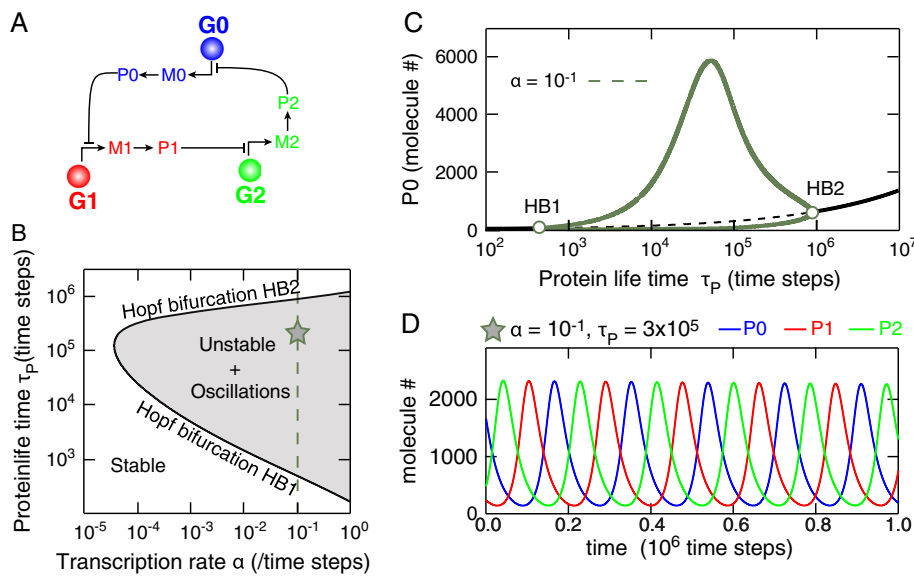 A
G0
P0
M0
P2
M1
P1
M2
G1
G2
B
Proteinlife time τP(time steps)
10^6
10^5
10^4
10^3
Hopf bifurcation HB2
Unstable
+
Oscillations
Hopf bifurcation HB1
Stable
10^-5
10^-4
10^-3
10^-2
10^-1
10^0
Transcription rate α (/time steps)
C
P0 (molecule #)
6000
4000
2000
0
α = 10^-1
HB1
HB2
10^2
10^3
10^4
10^5
10^6
10^7
Protein life time τP (time steps)
D
α = 10^-1, τP = 3x10^5
P0
P1
P2
molecule #
2000
1000
0
0.0
0.2
0.4
0.6
0.8
1.0
time (10^6 time steps)